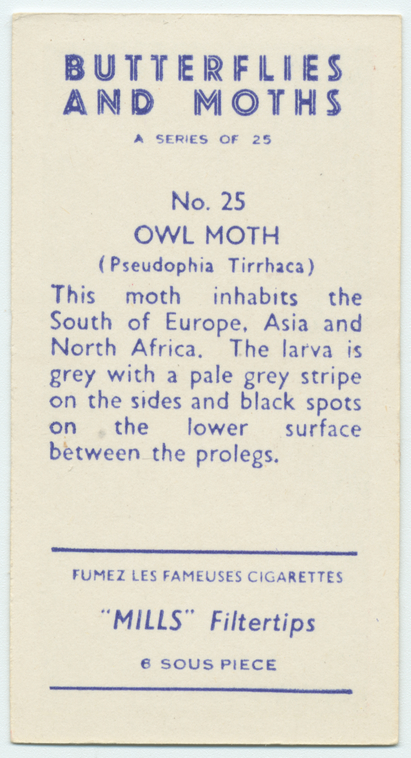 BUTTERFLIES
AND MOTHS
A SERIES OF 25
No. 25
OWL MOTH
(Pseudophia Tirrhaca)
This moth inhabits the
South of Europe, Asia and
North Africa. The larva is
grey with a pale grey stripe
on the sides and black spots
on the lower surface
between the prolegs.
FUMEZ LES FAMEUSES CIGARETTES
"MILLS" Filtertips
6 SOUS PIECE